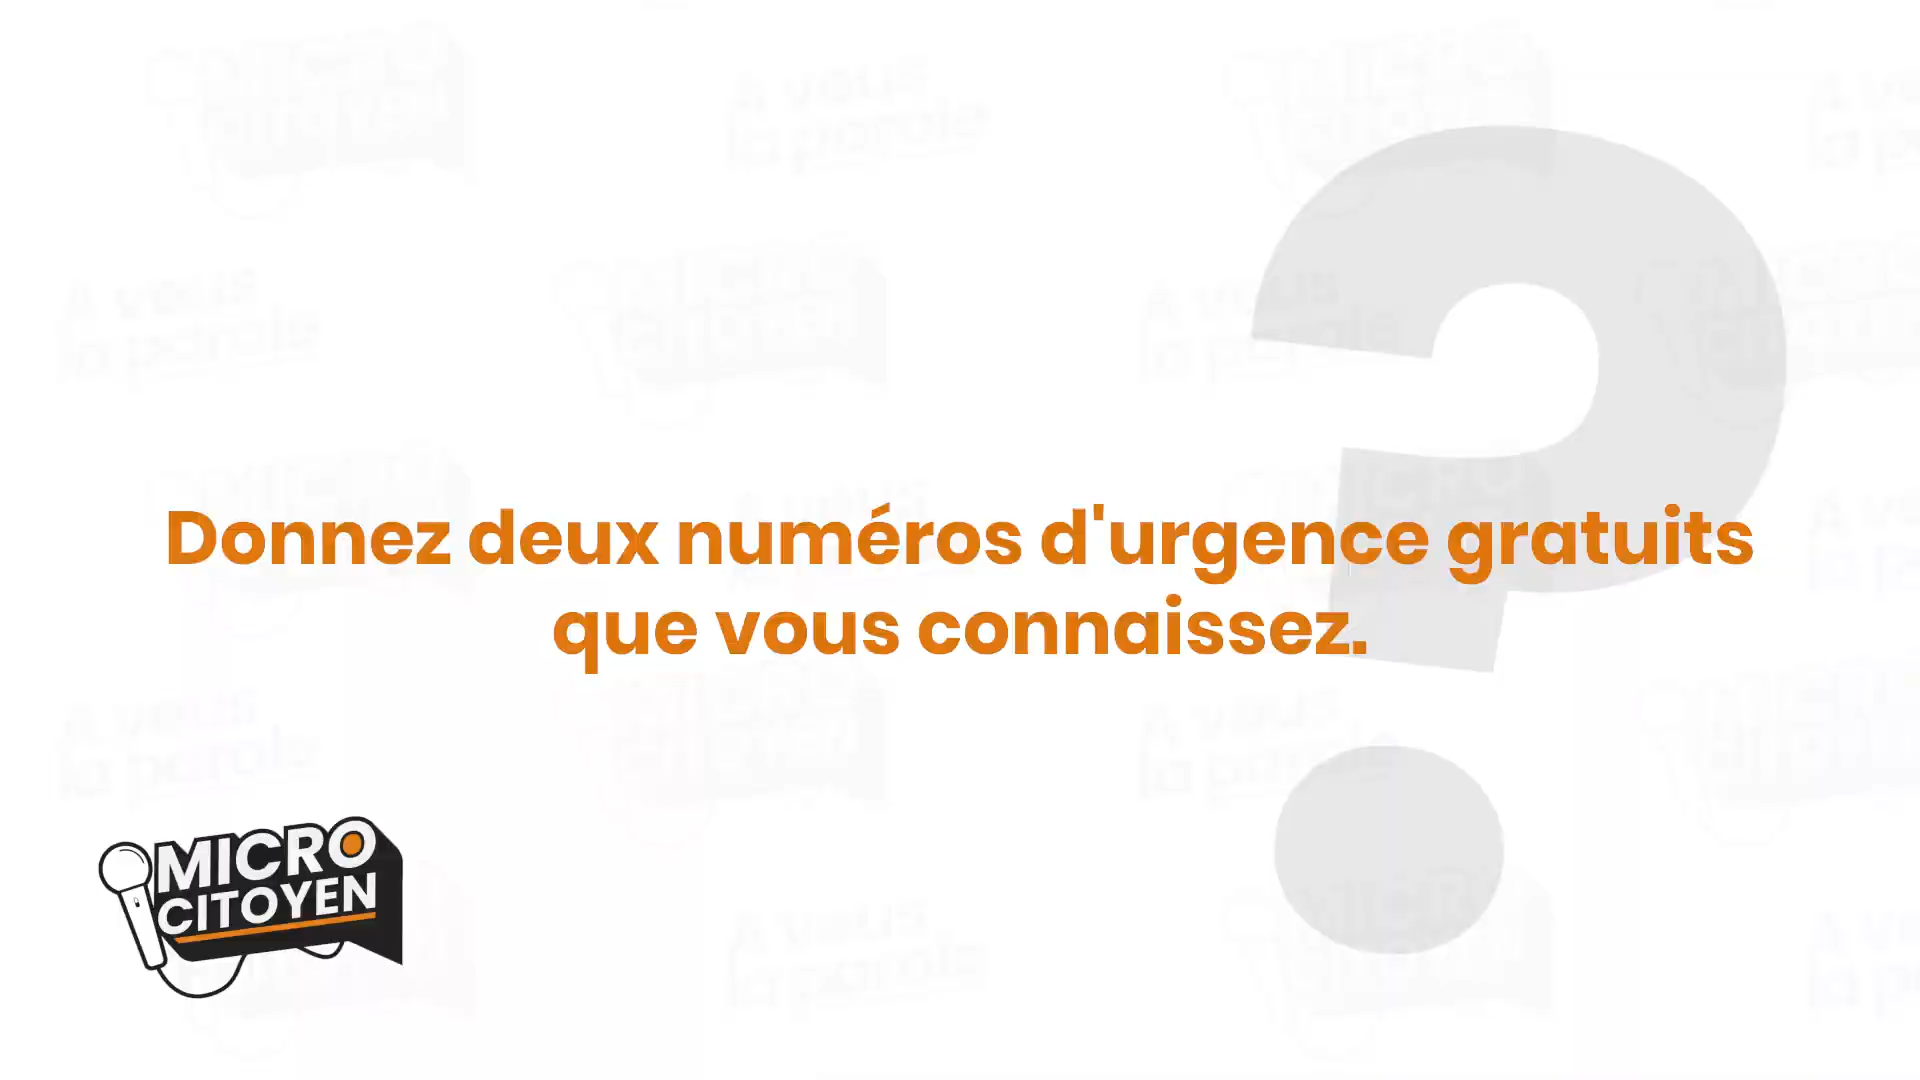 Donnez deux numéros d'urgence gratuits
que vous connaissez.
MICRO
CITOYEN